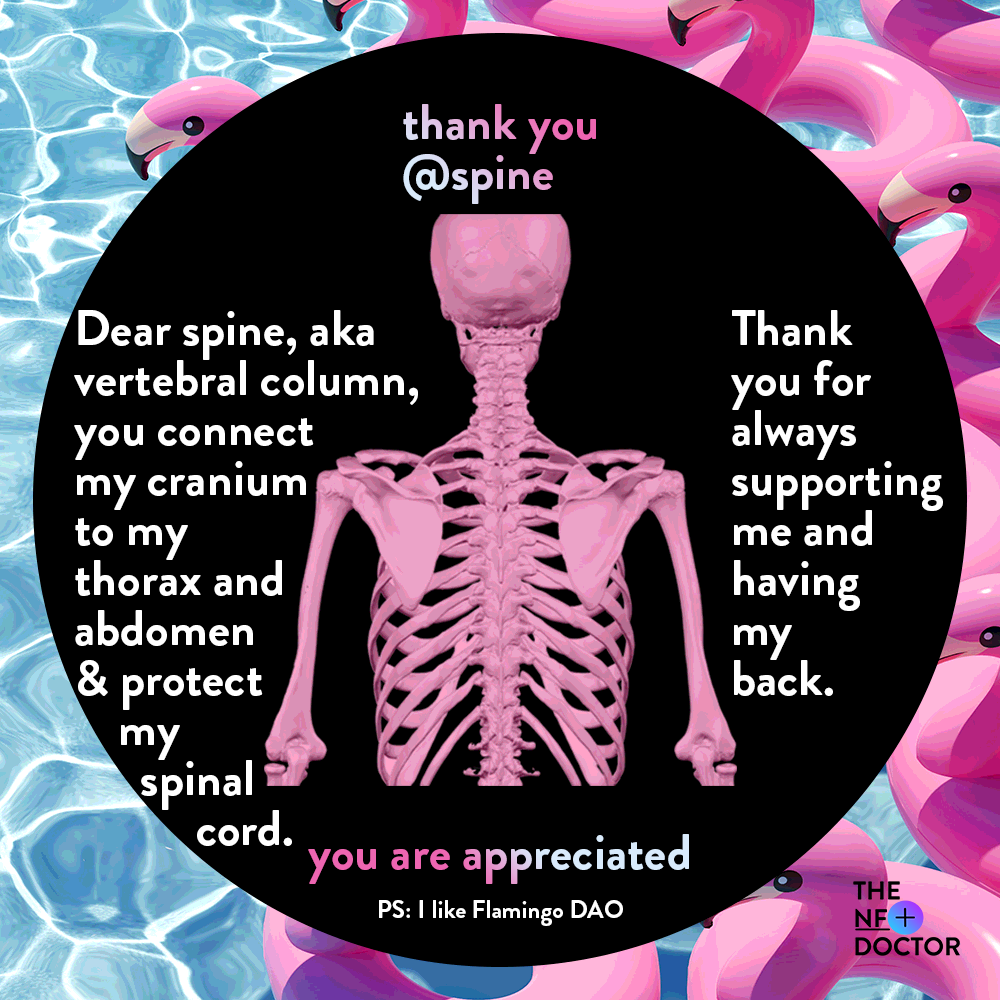 thank you
@spine
Dear spine, aka
vertebral column,
you connect
my cranium
to my
thorax and
abdomen
& protect
my
spinal
cord.
Thank
you for
always
supporting
me and
having
my
back.
you are appreciated
PS: I like Flamingo DAO
THE
NF+
DOCTOR